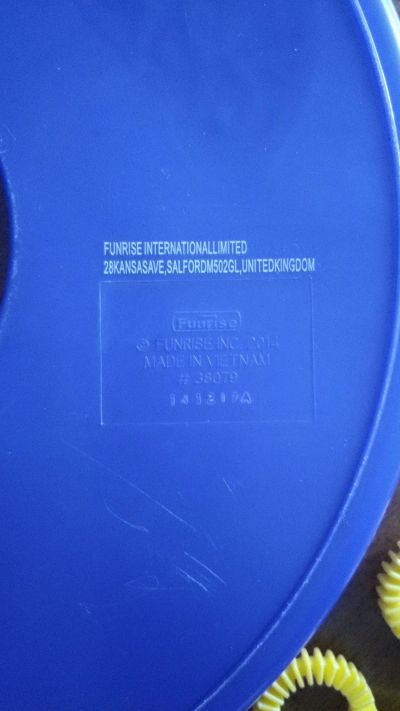 FUNRISE INTERNATIONALLIMITED
28KANSASAVE,SALFORDM502GL,UNITEDKINGDOM
Funrise
© FUNRISE INC. 2014
MADE IN VIETNAM
# 38079